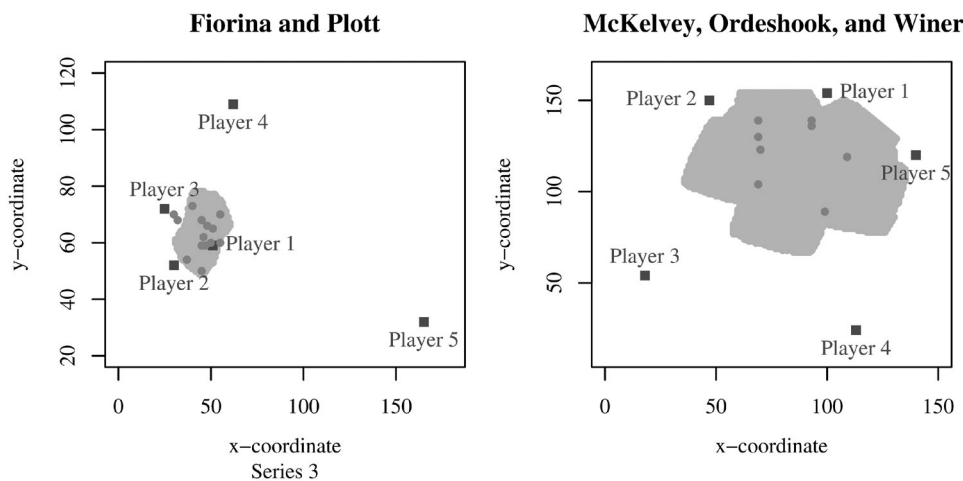 Fiorina and Plott
McKelvey, Ordeshook, and Winer
120
100
80
60
40
20
y−coordinate
Player 4
Player 3
Player 1
Player 2
Player 5
0
50
100
150
x−coordinate
Series 3
150
100
50
y−coordinate
Player 2
Player 1
Player 5
Player 3
Player 4
0
50
100
150
x−coordinate